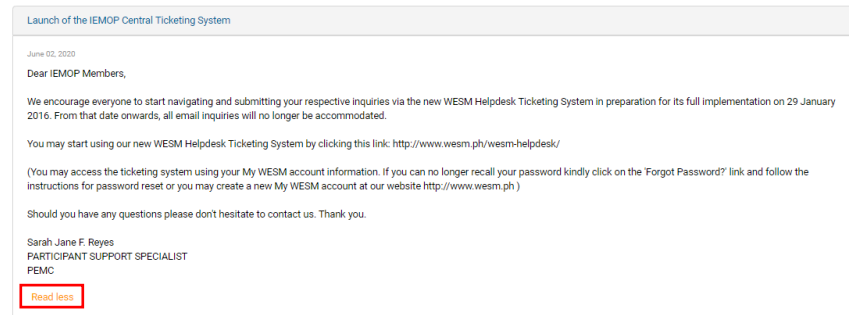 Launch of the IEMOP Central Ticketing System
June 02, 2020
Dear IEMOP Members,
We encourage everyone to start navigating and submitting your respective inquiries via the new WESM Helpdesk Ticketing System in preparation for its full implementation on 29 January
2016. From that date onwards, all email inquiries will no longer be accommodated.
You may start using our new WESM Helpdesk Ticketing System by clicking this link: http://www.wesm.ph/wesm-helpdesk/
(You may access the ticketing system using your My WESM account information. If you can no longer recall your password kindly click on the 'Forgot Password?' link and follow the
instructions for password reset or you may create a new My WESM account at our website http://www.wesm.ph )
Should you have any questions please don't hesitate to contact us. Thank you.
Sarah Jane F. Reyes
PARTICIPANT SUPPORT SPECIALIST
PEMC
Read less